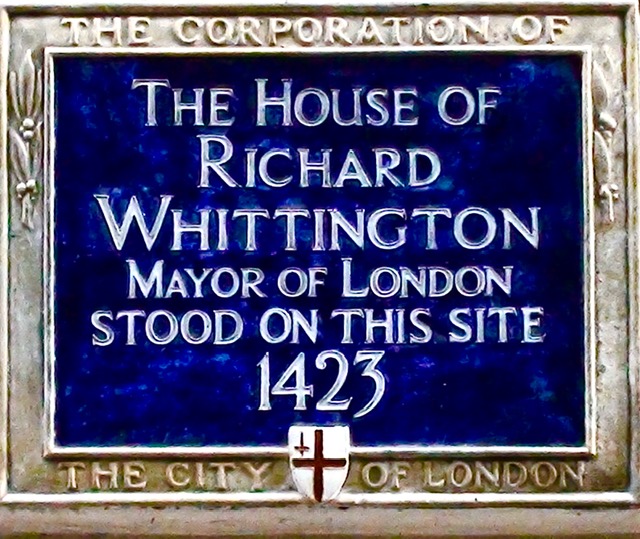 THE CORPORATION OF
THE HOUSE OF
RICHARD
WHITTINGTON
MAYOR OF LONDON
STOOD ON THIS SITE
1423
THE CITY OF LONDON